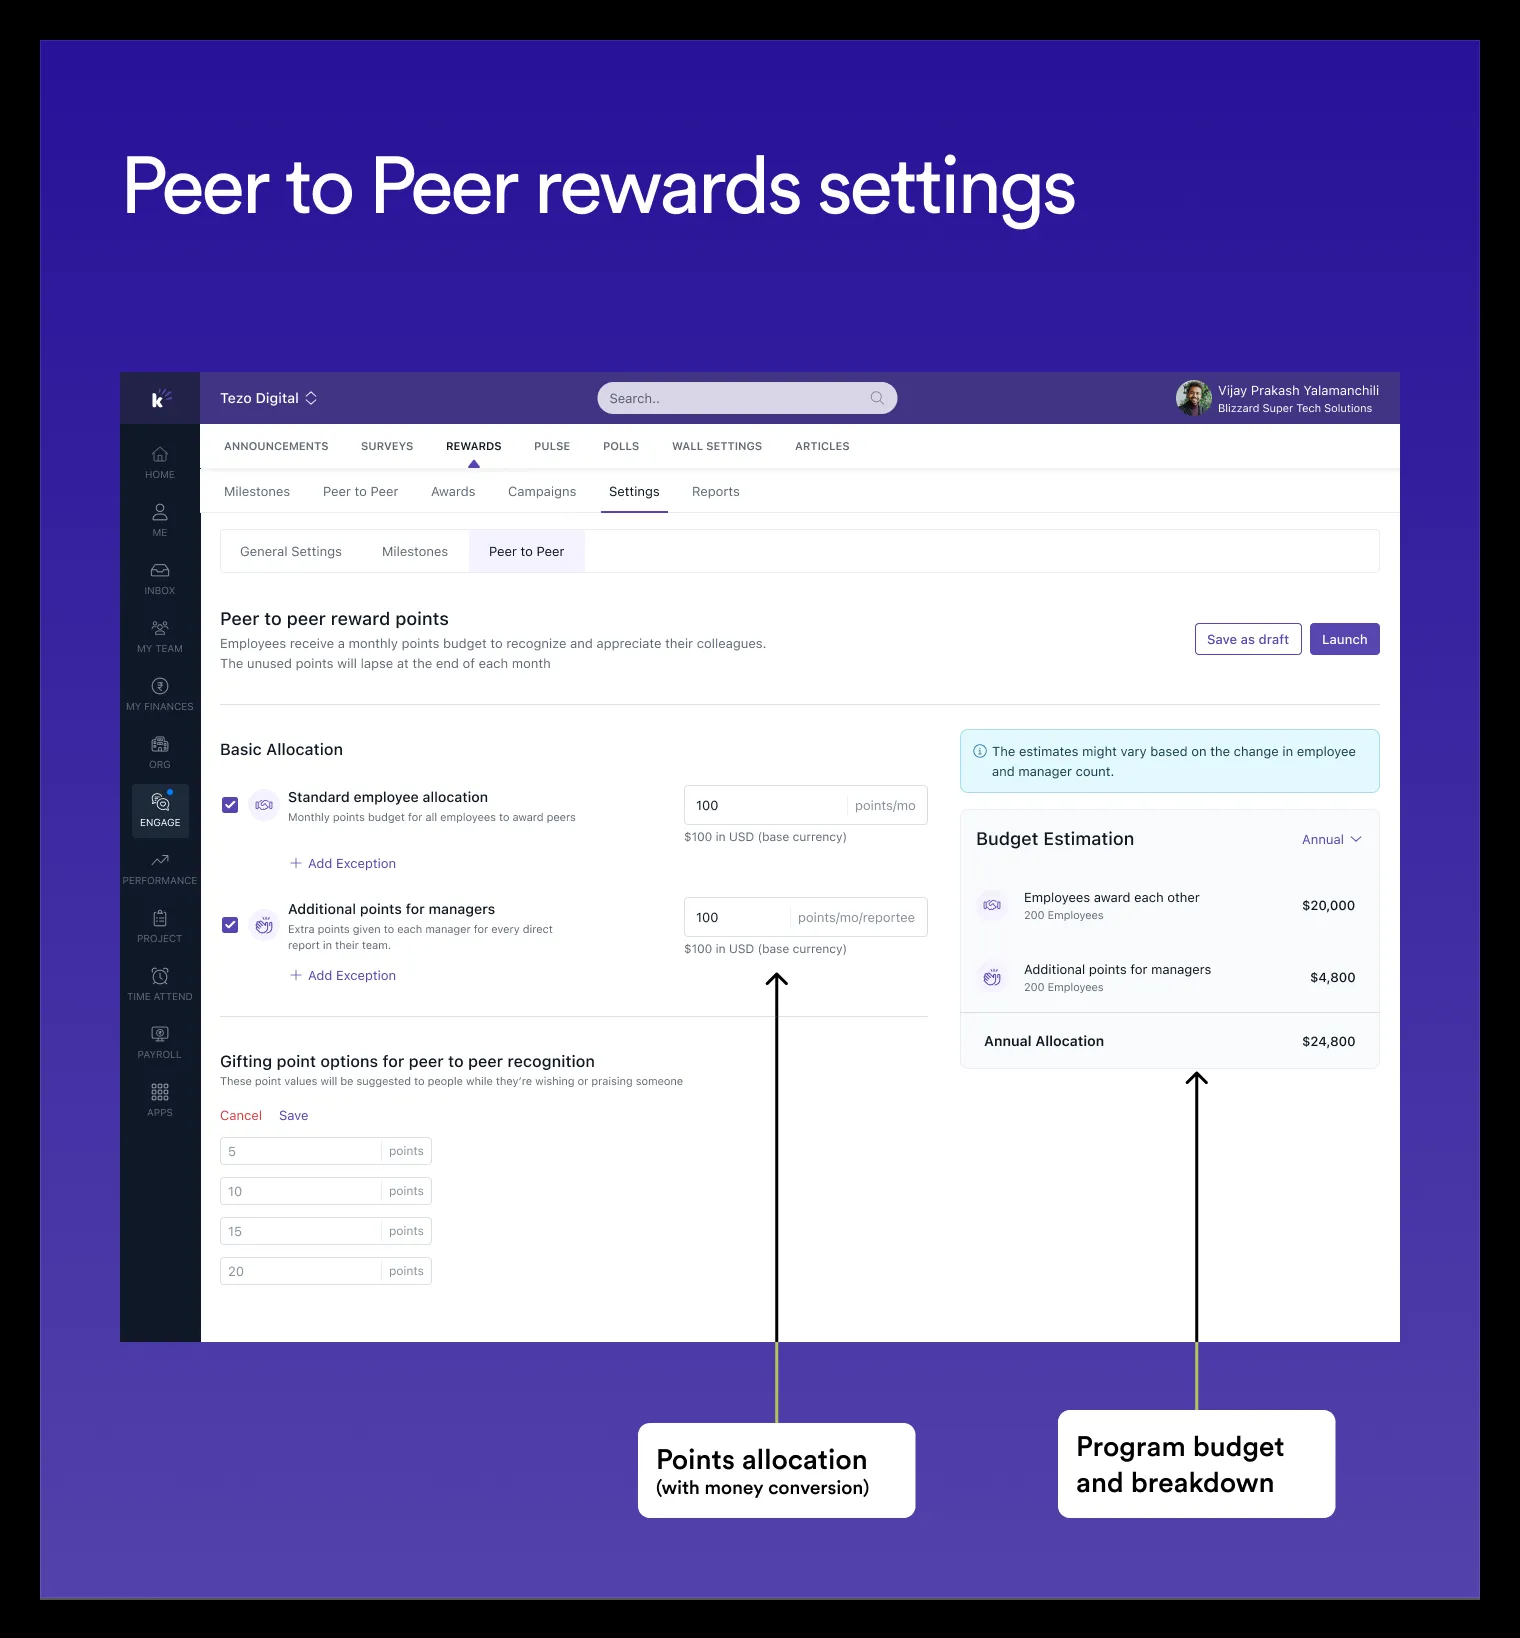 Peer to Peer rewards settings
k
Tezo Digital
Search..
Vijay Prakash Yalamanchili
Blizzard Super Tech Solutions
ANNOUNCEMENTS
SURVEYS
REWARDS
PULSE
POLLS
WALL SETTINGS
ARTICLES
Milestones
Peer to Peer
Awards
Campaigns
Settings
Reports
General Settings
Milestones
Peer to Peer
HOME
ME
INBOX
MY TEAM
MY FINANCES
ORG
ENGAGE
PERFORMANCE
PROJECT
TIME ATTEND
PAYROLL
APPS
Peer to peer reward points
Employees receive a monthly points budget to recognize and appreciate their colleagues.
The unused points will lapse at the end of each month
Save as draft
Launch
Basic Allocation
Standard employee allocation
Monthly points budget for all employees to award peers
100 points/mo
$100 in USD (base currency)
+ Add Exception
Additional points for managers
Extra points given to each manager for every direct
report in their team.
100 points/mo/reportee
$100 in USD (base currency)
+ Add Exception
Gifting point options for peer to peer recognition
These point values will be suggested to people while they're wishing or praising someone
Cancel Save
5 points
10 points
15 points
20 points
The estimates might vary based on the change in employee
and manager count.
Budget Estimation
Annual
Employees award each other
200 Employees
$20,000
Additional points for managers
200 Employees
$4,800
Annual Allocation
$24,800
Points allocation
(with money conversion)
Program budget
and breakdown